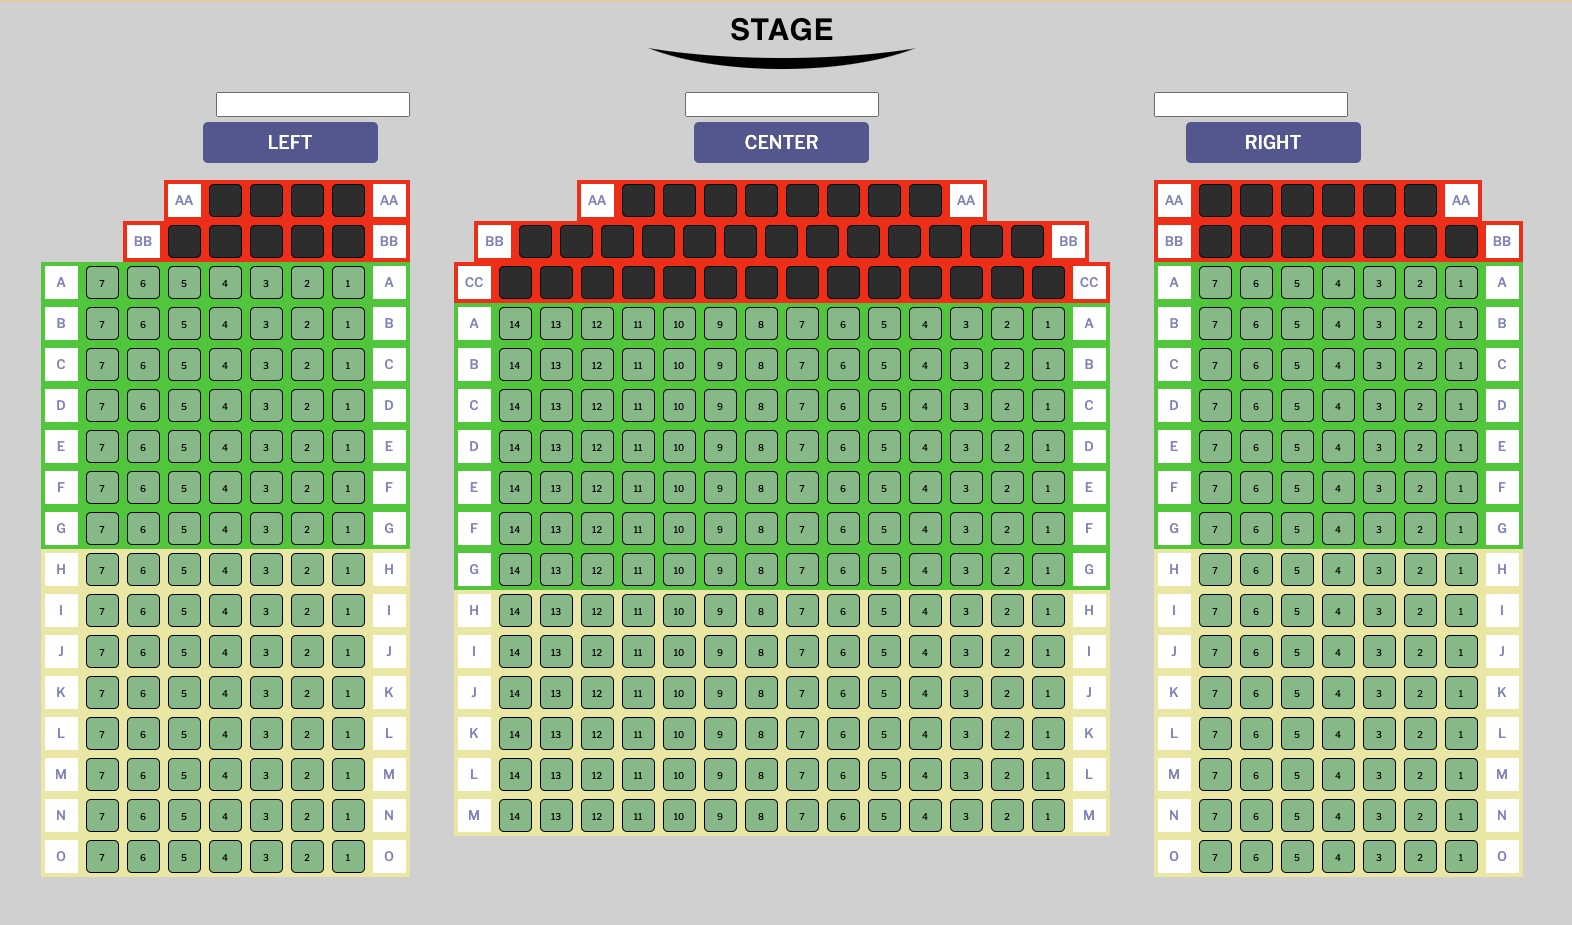 STAGE
LEFT
AA AA
BB BB
A 7 6 5 4 3 2 1 A
B 7 6 5 4 3 2 1 B
C 7 6 5 4 3 2 1 C
D 7 6 5 4 3 2 1 D
E 7 6 5 4 3 2 1 E
F 7 6 5 4 3 2 1 F
G 7 6 5 4 3 2 1 G
H 7 6 5 4 3 2 1 H
I 7 6 5 4 3 2 1 I
J 7 6 5 4 3 2 1 J
K 7 6 5 4 3 2 1 K
L 7 6 5 4 3 2 1 L
M 7 6 5 4 3 2 1 M
N 7 6 5 4 3 2 1 N
O 7 6 5 4 3 2 1 O
CENTER
AA AA
BB BB
CC CC
A 14 13 12 11 10 9 8 7 6 5 4 3 2 1 A
B 14 13 12 11 10 9 8 7 6 5 4 3 2 1 B
C 14 13 12 11 10 9 8 7 6 5 4 3 2 1 C
D 14 13 12 11 10 9 8 7 6 5 4 3 2 1 D
E 14 13 12 11 10 9 8 7 6 5 4 3 2 1 E
F 14 13 12 11 10 9 8 7 6 5 4 3 2 1 F
G 14 13 12 11 10 9 8 7 6 5 4 3 2 1 G
H 14 13 12 11 10 9 8 7 6 5 4 3 2 1 H
I 14 13 12 11 10 9 8 7 6 5 4 3 2 1 I
J 14 13 12 11 10 9 8 7 6 5 4 3 2 1 J
K 14 13 12 11 10 9 8 7 6 5 4 3 2 1 K
L 14 13 12 11 10 9 8 7 6 5 4 3 2 1 L
M 14 13 12 11 10 9 8 7 6 5 4 3 2 1 M
RIGHT
AA AA
BB BB
A 7 6 5 4 3 2 1 A
B 7 6 5 4 3 2 1 B
C 7 6 5 4 3 2 1 C
D 7 6 5 4 3 2 1 D
E 7 6 5 4 3 2 1 E
F 7 6 5 4 3 2 1 F
G 7 6 5 4 3 2 1 G
H 7 6 5 4 3 2 1 H
I 7 6 5 4 3 2 1 I
J 7 6 5 4 3 2 1 J
K 7 6 5 4 3 2 1 K
L 7 6 5 4 3 2 1 L
M 7 6 5 4 3 2 1 M
N 7 6 5 4 3 2 1 N
O 7 6 5 4 3 2 1 O